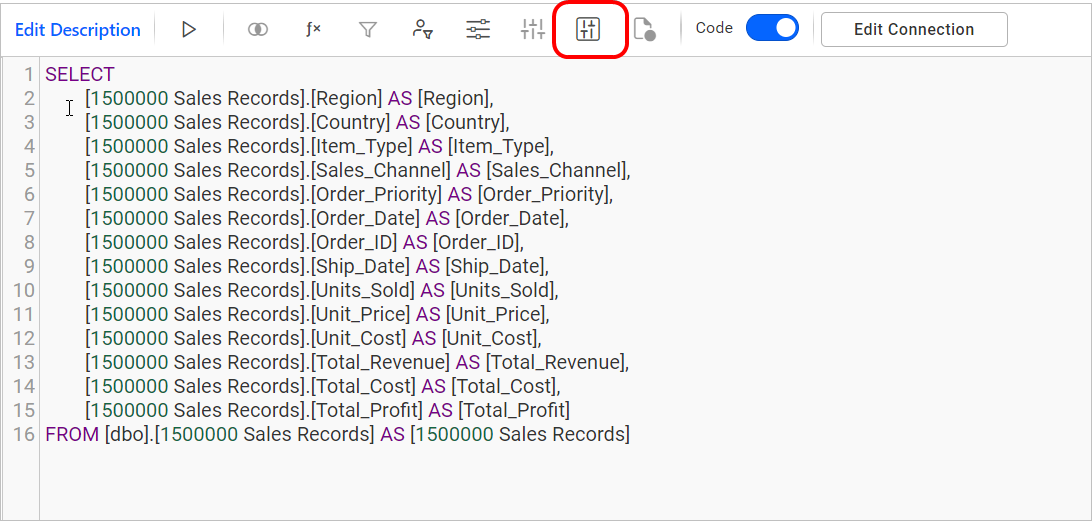 Edit Description ƒx Code Edit Connection
1 SELECT
2 [1500000 Sales Records].[Region] AS [Region],
3 [1500000 Sales Records].[Country] AS [Country],
4 [1500000 Sales Records].[Item_Type] AS [Item_Type],
5 [1500000 Sales Records].[Sales_Channel] AS [Sales_Channel],
6 [1500000 Sales Records].[Order_Priority] AS [Order_Priority],
7 [1500000 Sales Records].[Order_Date] AS [Order_Date],
8 [1500000 Sales Records].[Order_ID] AS [Order_ID],
9 [1500000 Sales Records].[Ship_Date] AS [Ship_Date],
10 [1500000 Sales Records].[Units_Sold] AS [Units_Sold],
11 [1500000 Sales Records].[Unit_Price] AS [Unit_Price],
12 [1500000 Sales Records].[Unit_Cost] AS [Unit_Cost],
13 [1500000 Sales Records].[Total_Revenue] AS [Total_Revenue],
14 [1500000 Sales Records].[Total_Cost] AS [Total_Cost],
15 [1500000 Sales Records].[Total_Profit] AS [Total_Profit]
16 FROM [dbo].[1500000 Sales Records] AS [1500000 Sales Records]